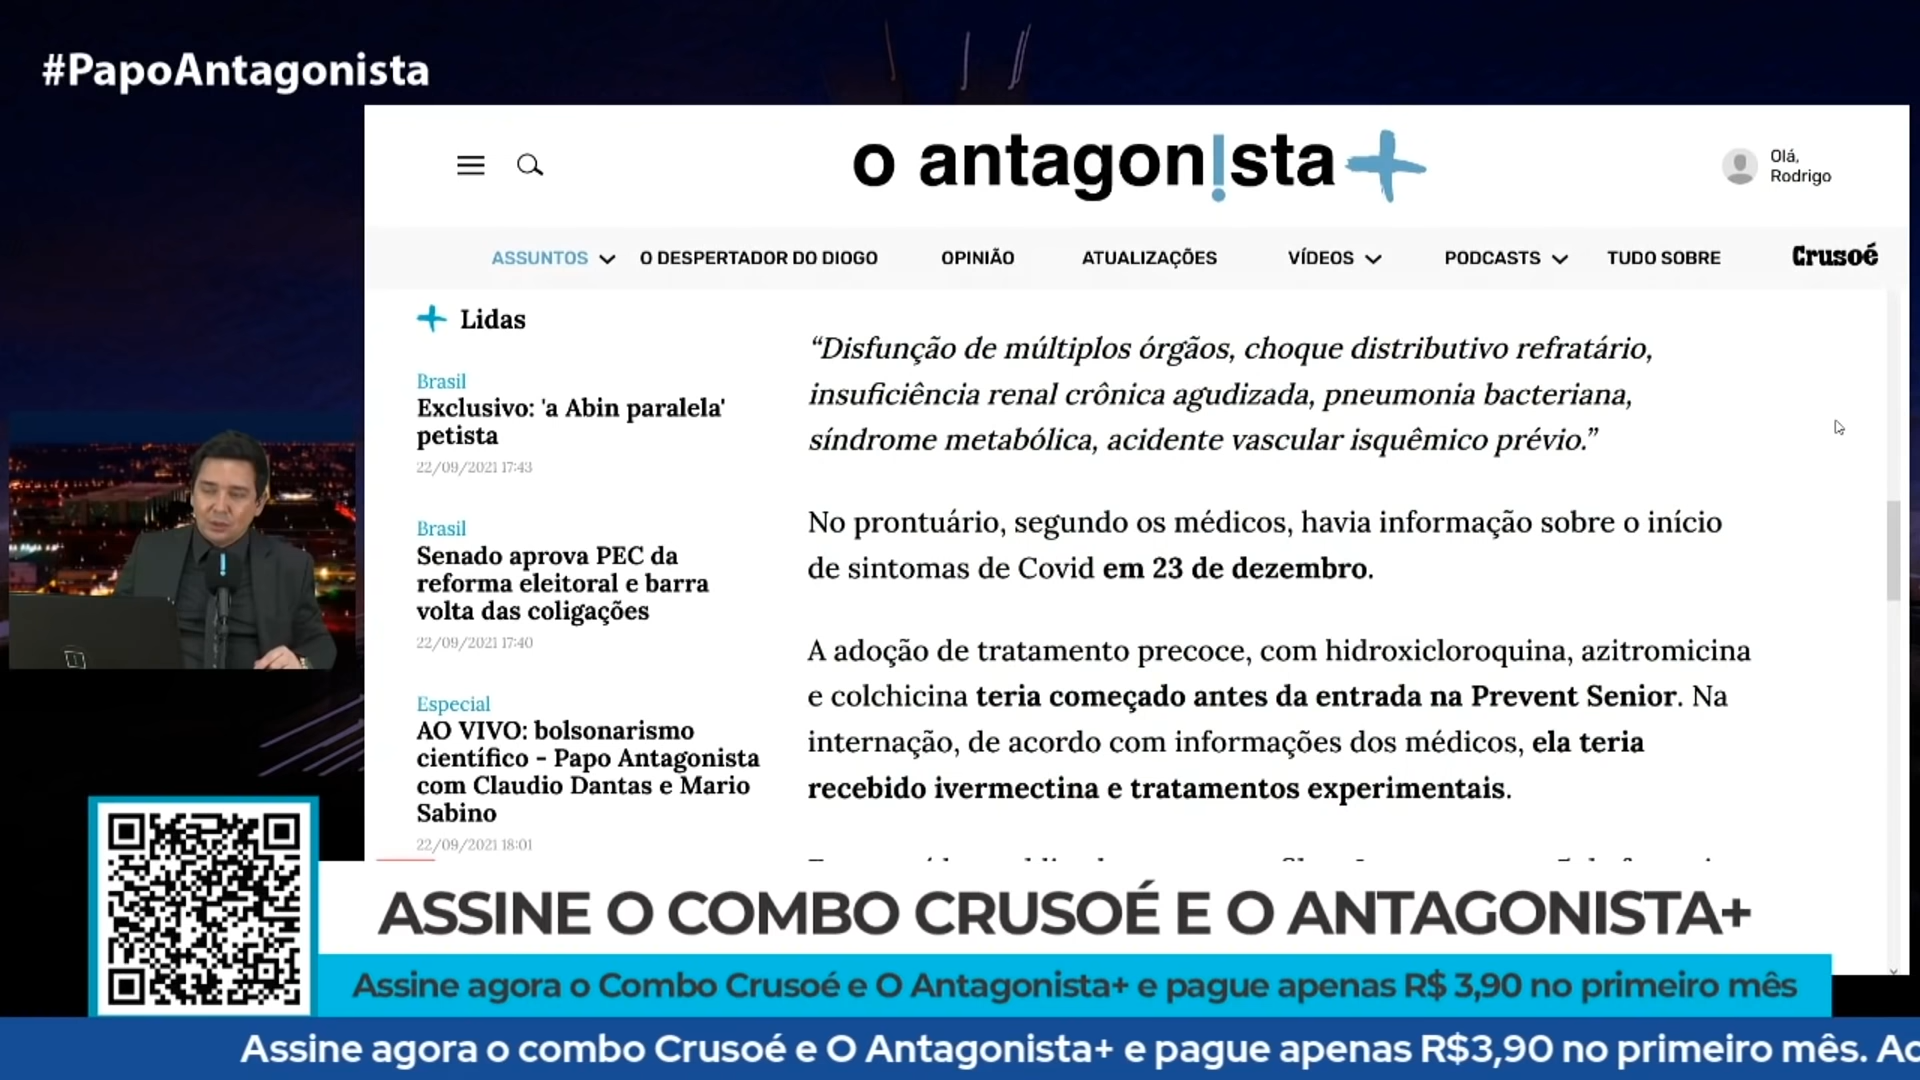 #PapoAntagonista
o antagon!sta+
Olá,
Rodrigo
ASSUNTOS O DESPERTADOR DO DIOGO OPINIÃO ATUALIZAÇÕES VÍDEOS PODCASTS TUDO SOBRE Crusoé
+ Lidas
Brasil
Exclusivo: 'a Abin paralela'
petista
22/09/2021 17:43
Brasil
Senado aprova PEC da
reforma eleitoral e barra
volta das coligações
22/09/2021 17:40
Especial
AO VIVO: bolsonarismo
científico - Papo Antagonista
com Claudio Dantas e Mario
Sabino
22/09/2021 18:01
“Disfunção de múltiplos órgãos, choque distributivo refratário,
insuficiência renal crônica agudizada, pneumonia bacteriana,
síndrome metabólica, acidente vascular isquêmico prévio.”
No prontuário, segundo os médicos, havia informação sobre o início
de sintomas de Covid em 23 de dezembro.
A adoção de tratamento precoce, com hidroxicloroquina, azitromicina
e colchicina teria começado antes da entrada na Prevent Senior. Na
internação, de acordo com informações dos médicos, ela teria
recebido ivermectina e tratamentos experimentais.
ASSINE O COMBO CRUSOÉ E O ANTAGONISTA+
Assine agora o Combo Crusoé e O Antagonista+ e pague apenas R$ 3,90 no primeiro mês
Assine agora o combo Crusoé e O Antagonista+ e pague apenas R$3,90 no primeiro mês.